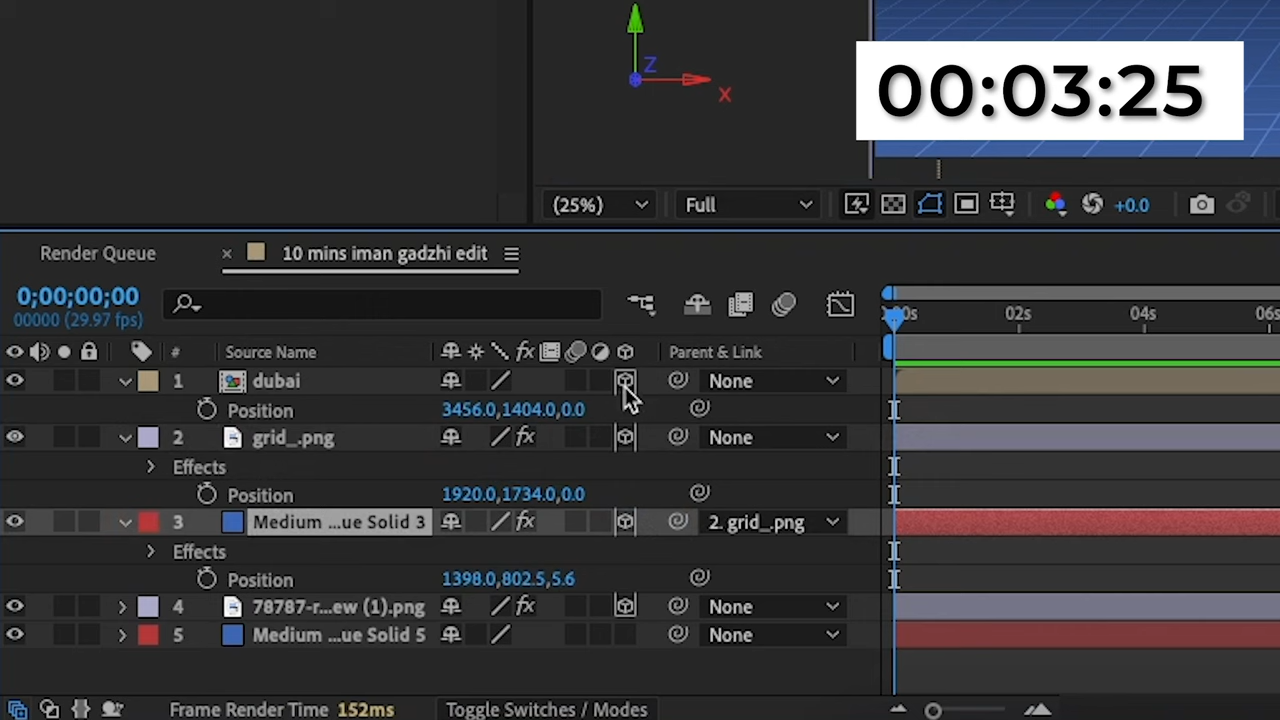 Z
X
00:03:25
(25%)
Full
+0.0
Render Queue
× 10 mins iman gadzhi edit
0;00;00;00
00000 (29.97 fps)
02s
04s
06s
# Source Name
fx
Parent & Link
1 dubai
None
Position 3456.0,1404.0,0.0
2 grid_.png
fx
None
Effects
Position 1920.0,1734.0,0.0
3 Medium ...ue Solid 3
fx
2. grid_.png
Effects
Position 1398.0,802.5,5.6
4 78787-r...ew (1).png
fx
None
5 Medium ...ue Solid 5
None
Frame Render Time 152ms
Toggle Switches / Modes